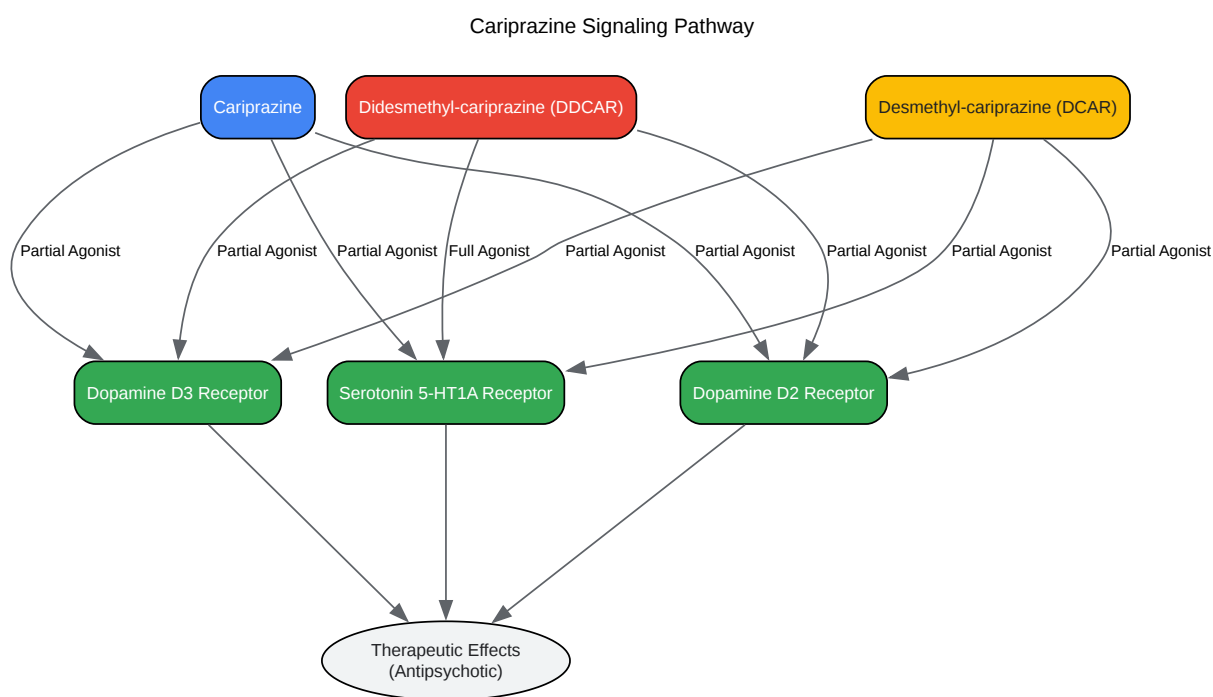 Cariprazine Signaling Pathway
Cariprazine
Didesmethyl-cariprazine (DDCAR)
Desmethyl-cariprazine (DCAR)
Partial Agonist
Partial Agonist
Partial Agonist
Full Agonist
Partial Agonist
Partial Agonist
Partial Agonist
Partial Agonist
Partial Agonist
Dopamine D3 Receptor
Serotonin 5-HT1A Receptor
Dopamine D2 Receptor
Therapeutic Effects
(Antipsychotic)